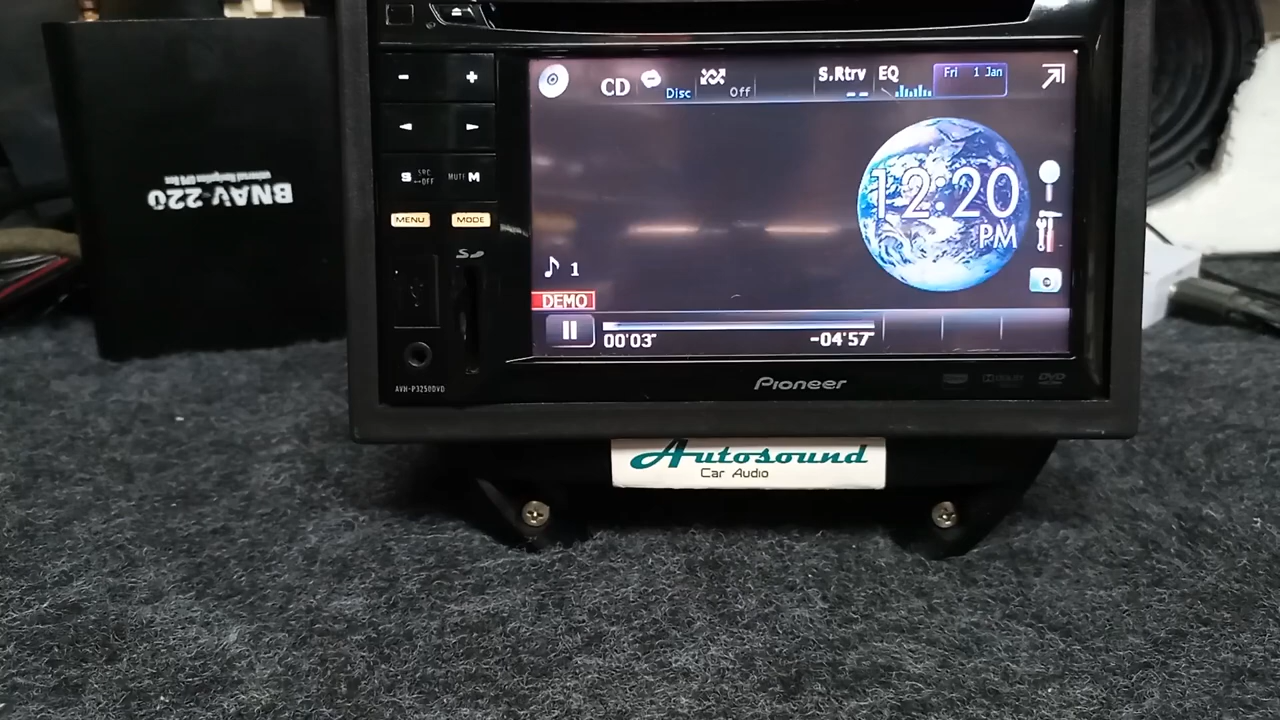 BNAV-220
CD
Disc
Off
S.Rtrv
--
EQ
Fri 1 Jan
12:20
PM
1
DEMO
00'03"
-04'57"
S SRC
OFF
MUTE M
MENU
MODE
AVH-P3250DVD
Pioneer
DVD
Autosound
Car Audio